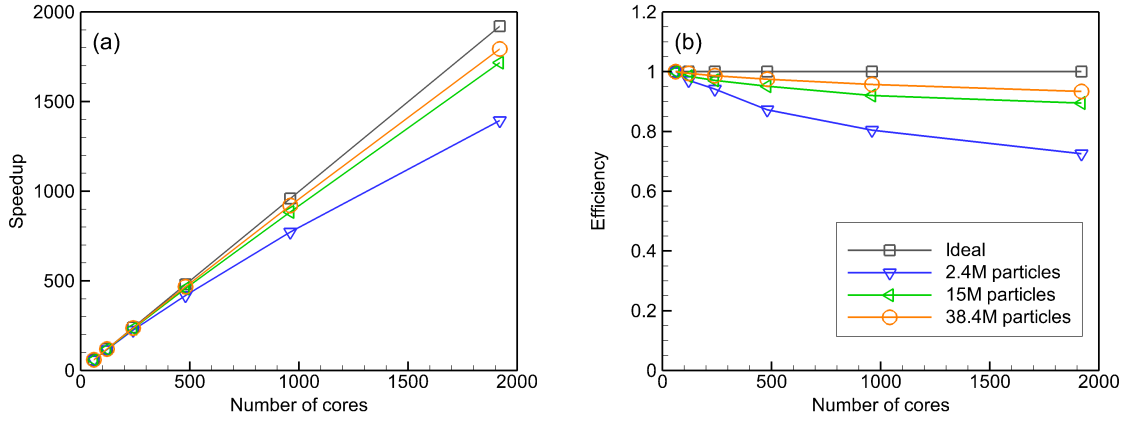 (a)
2000
1500
1000
500
0
Speedup
0 500 1000 1500 2000
Number of cores
(b)
1.2
1
0.8
0.6
0.4
0.2
0
Efficiency
0 500 1000 1500 2000
Number of cores
Ideal
2.4M particles
15M particles
38.4M particles